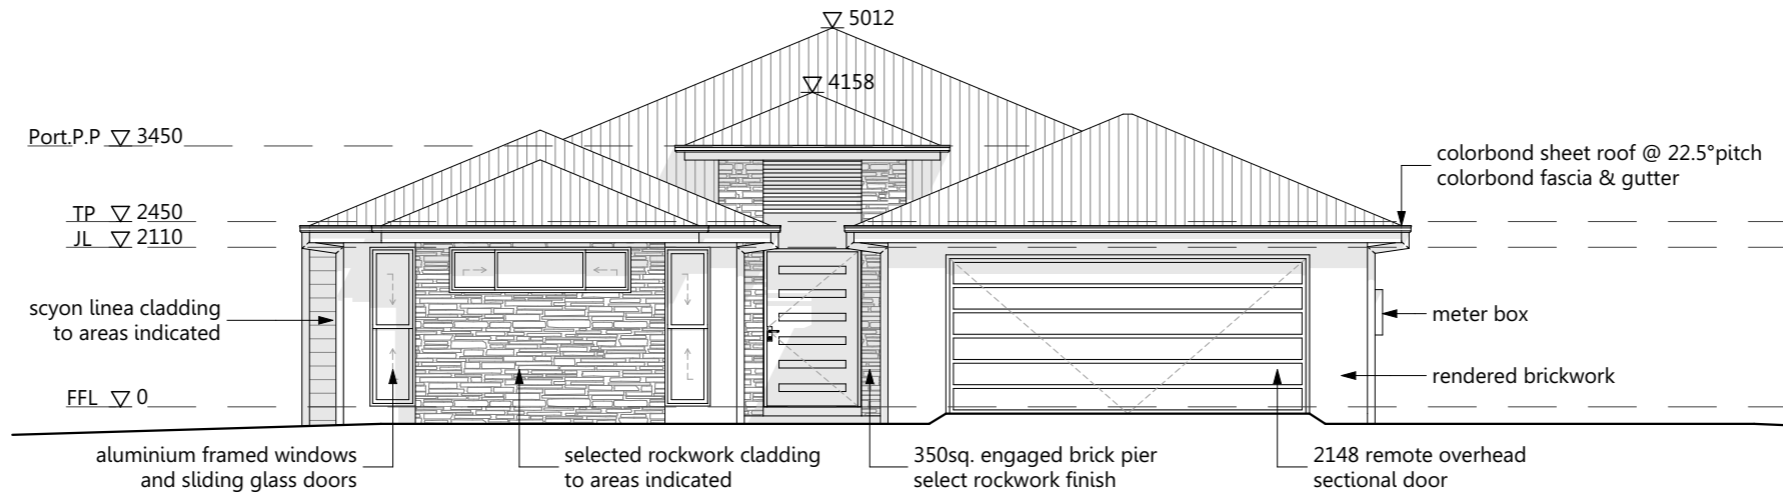 5012
4158
Port.P.P 3450
colorbond sheet roof @ 22.5°pitch
colorbond fascia & gutter
TP 2450
JL 2110
scyon linea cladding
to areas indicated
meter box
rendered brickwork
FFL 0
aluminium framed windows
and sliding glass doors
selected rockwork cladding
to areas indicated
350sq. engaged brick pier
select rockwork finish
2148 remote overhead
sectional door